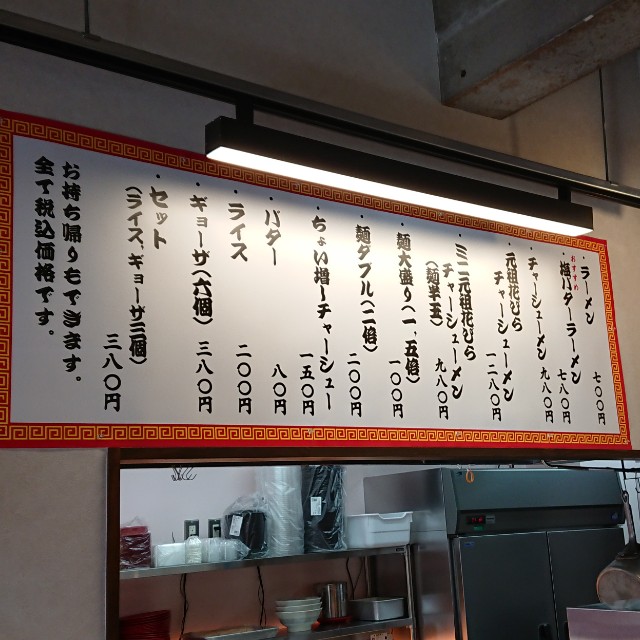 ・ラーメン 七〇〇円
おすすめ
・塩バターラーメン 七八〇円
・チャーシューメン 九八〇円
・元祖花びら
チャーシューメン 一二八〇円
・ミニ元祖花びら
チャーシューメン
(麺半玉) 九八〇円
・麺大盛り(一、五倍) 一〇〇円
・麺ダブル(二倍) 二〇〇円
・ちょい増しチャーシュー 一五〇円
・バター 八〇円
・ライス 二〇〇円
・ギョーザ(六個) 三八〇円
・セット
(ライス、ギョーザ三個) 三八〇円
お持ち帰りもできます。
全て税込価格です。